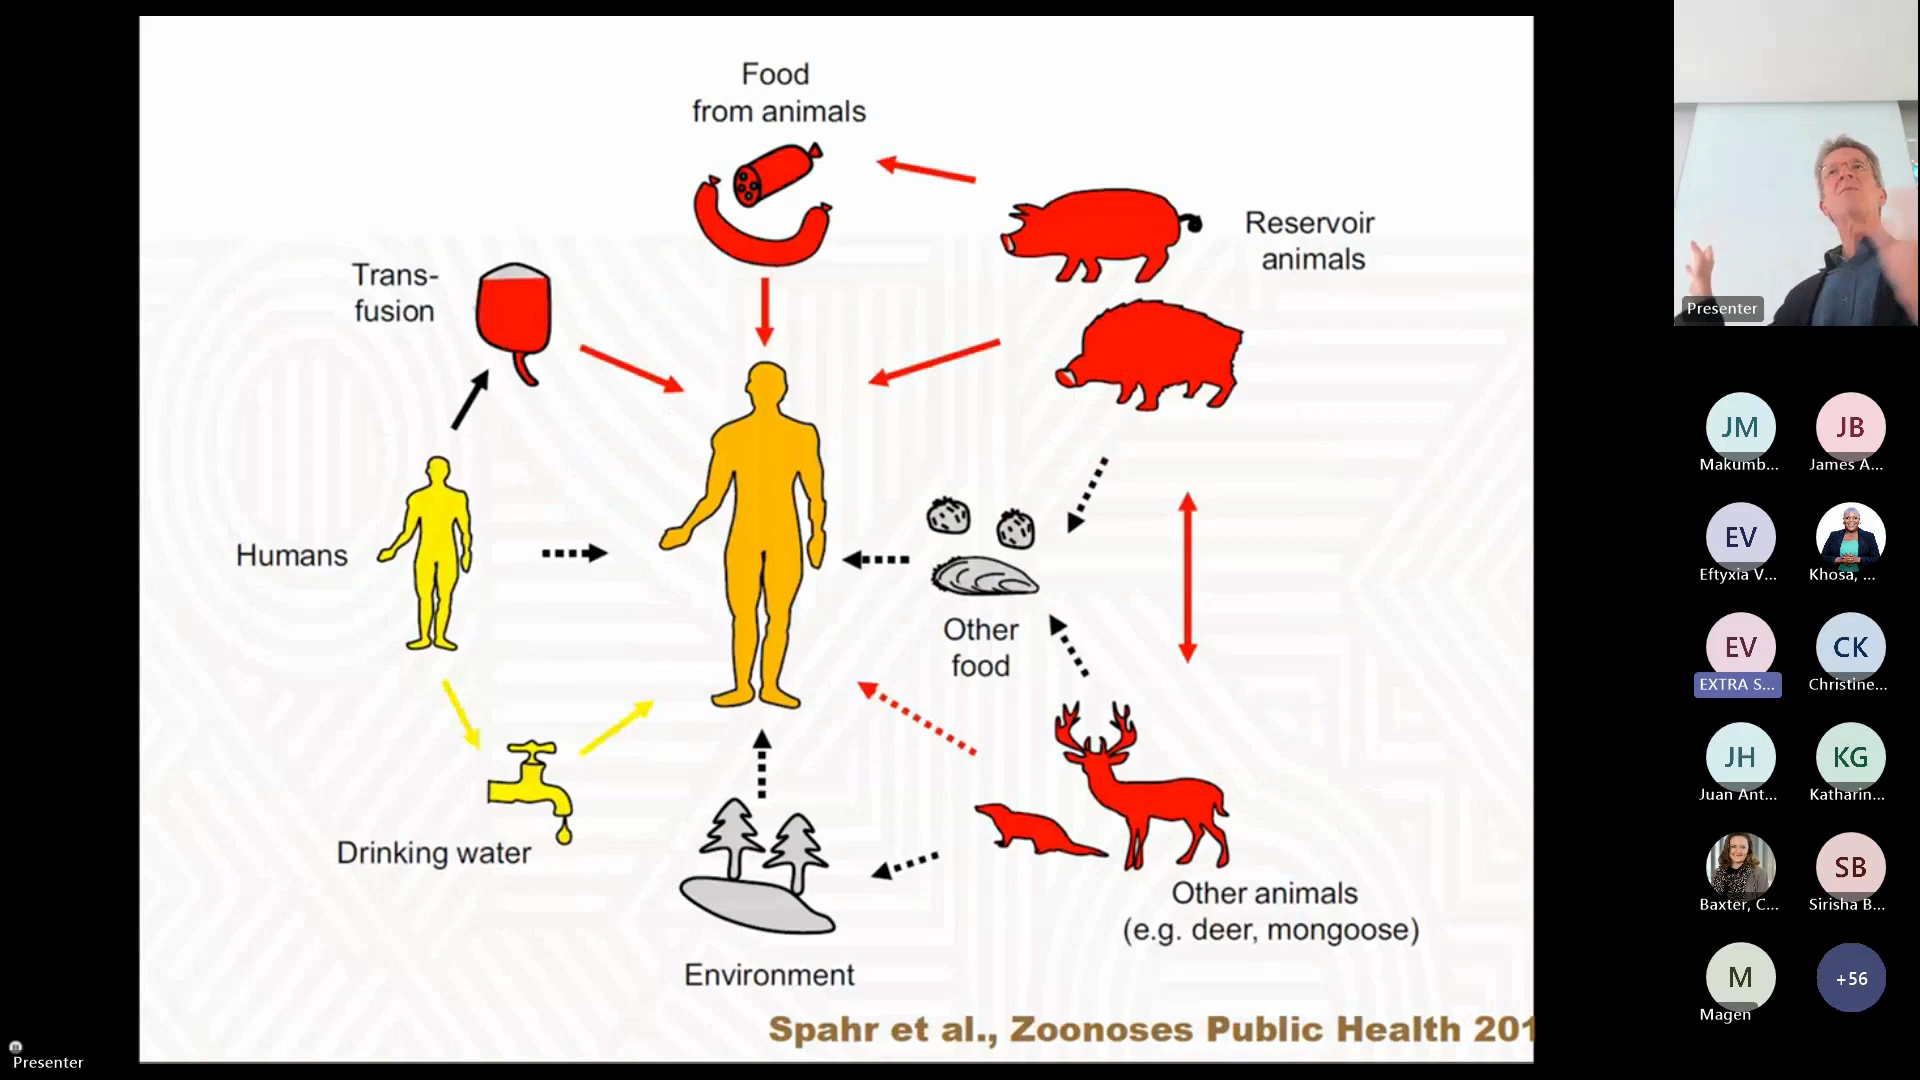 Food
from animals
Reservoir
animals
Trans-
fusion
Humans
Other
food
Drinking water
Other animals
(e.g. deer, mongoose)
Environment
Spahr et al., Zoonoses Public Health 201
Presenter
JM
Makumb...
JB
James A...
EV
Eftyxia V...
Khosa, ...
EV
EXTRA S...
CK
Christine...
JH
Juan Ant...
KG
Katharin...
Baxter, C...
SB
Sirisha B...
M
Magen
+56
Presenter